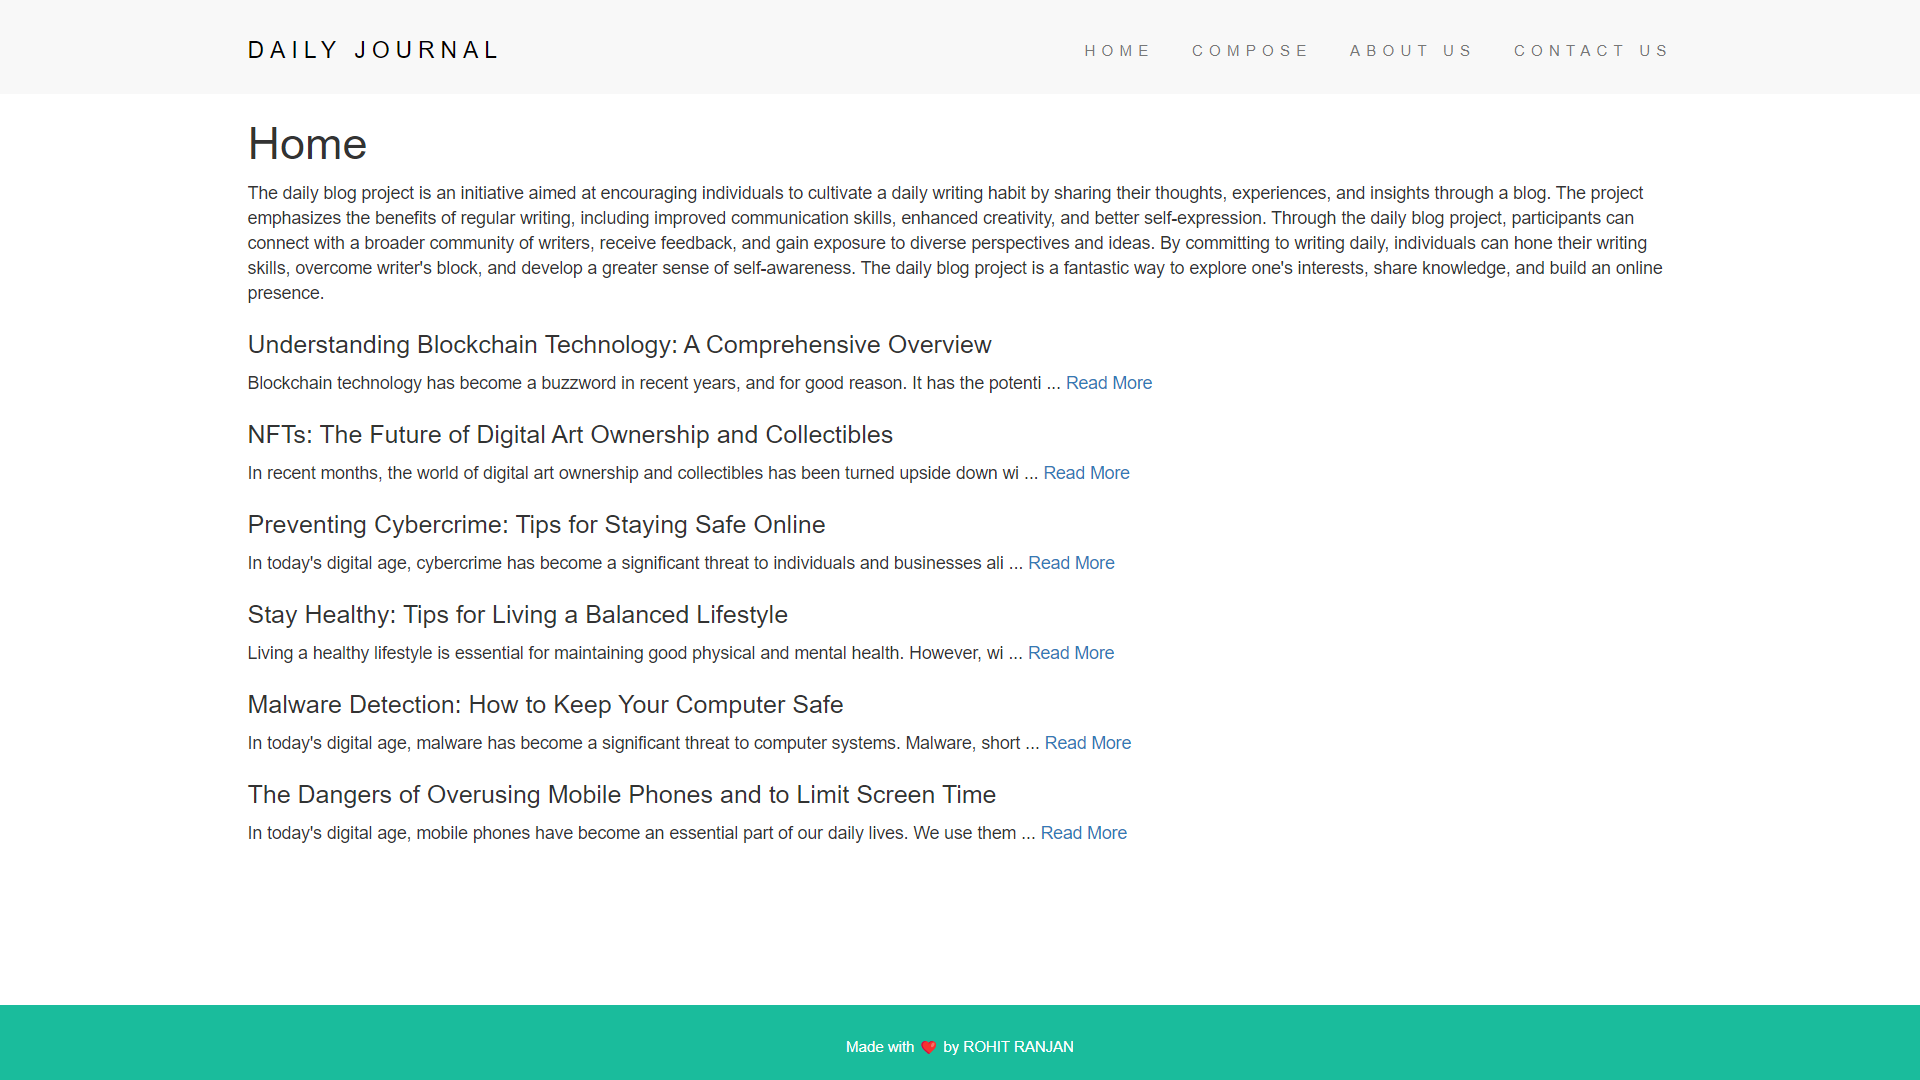 DAILY JOURNAL
HOME COMPOSE ABOUT US CONTACT US
Home
The daily blog project is an initiative aimed at encouraging individuals to cultivate a daily writing habit by sharing their thoughts, experiences, and insights through a blog. The project
emphasizes the benefits of regular writing, including improved communication skills, enhanced creativity, and better self-expression. Through the daily blog project, participants can
connect with a broader community of writers, receive feedback, and gain exposure to diverse perspectives and ideas. By committing to writing daily, individuals can hone their writing
skills, overcome writer's block, and develop a greater sense of self-awareness. The daily blog project is a fantastic way to explore one's interests, share knowledge, and build an online
presence.
Understanding Blockchain Technology: A Comprehensive Overview
Blockchain technology has become a buzzword in recent years, and for good reason. It has the potenti ... Read More
NFTs: The Future of Digital Art Ownership and Collectibles
In recent months, the world of digital art ownership and collectibles has been turned upside down wi ... Read More
Preventing Cybercrime: Tips for Staying Safe Online
In today's digital age, cybercrime has become a significant threat to individuals and businesses ali ... Read More
Stay Healthy: Tips for Living a Balanced Lifestyle
Living a healthy lifestyle is essential for maintaining good physical and mental health. However, wi ... Read More
Malware Detection: How to Keep Your Computer Safe
In today's digital age, malware has become a significant threat to computer systems. Malware, short ... Read More
The Dangers of Overusing Mobile Phones and to Limit Screen Time
In today's digital age, mobile phones have become an essential part of our daily lives. We use them ... Read More
Made with ❤️ by ROHIT RANJAN